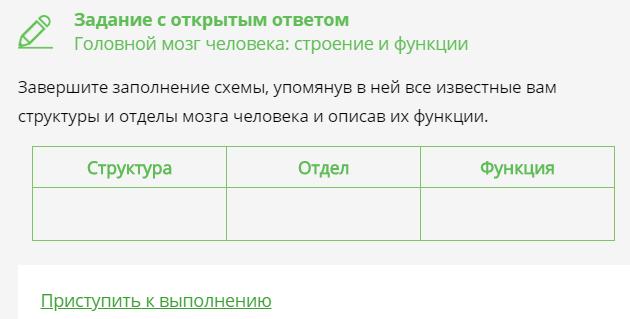 Задание с открытым ответом
Головной мозг человека: строение и функции
Завершите заполнение схемы, упомянув в ней все известные вам
структуры и отделы мозга человека и описав их функции.
Структура Отдел Функция
Приступить к выполнению